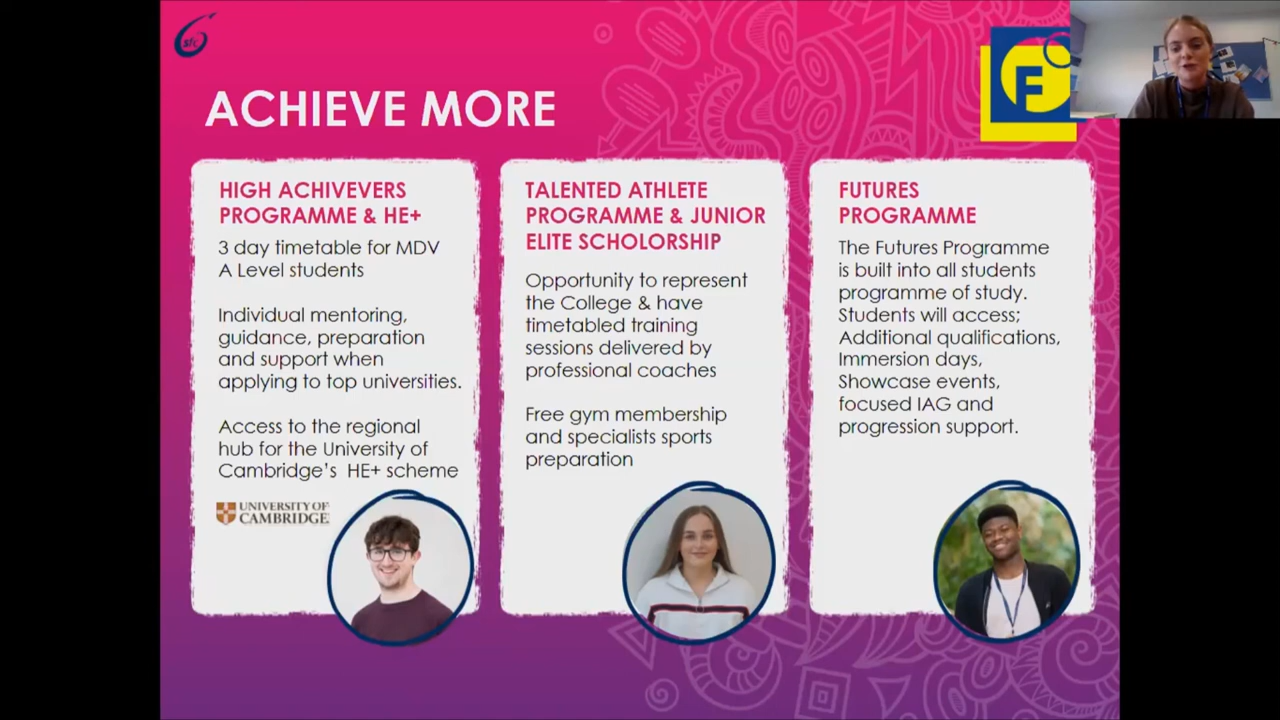 sfc
ACHIEVE MORE
F
HIGH ACHIVEVERS
PROGRAMME & HE+
3 day timetable for MDV
A Level students
Individual mentoring,
guidance, preparation
and support when
applying to top universities.
Access to the regional
hub for the University of
Cambridge's HE+ scheme
UNIVERSITY OF
CAMBRIDGE
TALENTED ATHLETE
PROGRAMME & JUNIOR
ELITE SCHOLORSHIP
Opportunity to represent
the College & have
timetabled training
sessions delivered by
professional coaches
Free gym membership
and specialists sports
preparation
FUTURES
PROGRAMME
The Futures Programme
is built into all students
programme of study.
Students will access;
Additional qualifications,
Immersion days,
Showcase events,
focused IAG and
progression support.